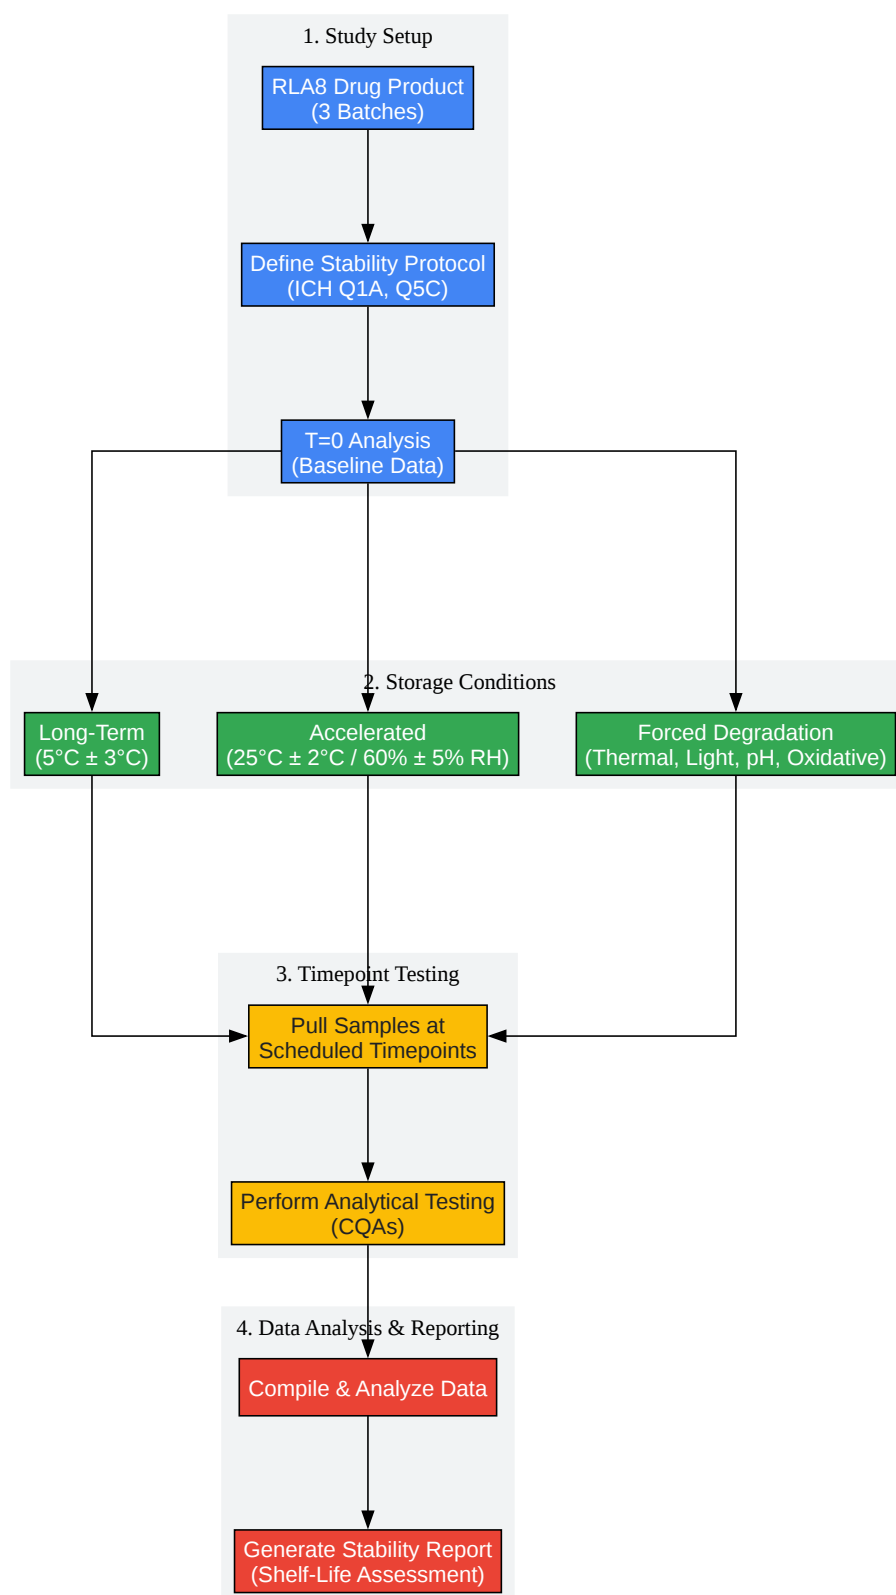 1. Study Setup
RLA8 Drug Product
(3 Batches)
Define Stability Protocol
(ICH Q1A, Q5C)
T=0 Analysis
(Baseline Data)
2. Storage Conditions
Long-Term
(5°C ± 3°C)
Accelerated
(25°C ± 2°C / 60% ± 5% RH)
Forced Degradation
(Thermal, Light, pH, Oxidative)
3. Timepoint Testing
Pull Samples at
Scheduled Timepoints
Perform Analytical Testing
(CQAs)
4. Data Analysis & Reporting
Compile & Analyze Data
Generate Stability Report
(Shelf-Life Assessment)